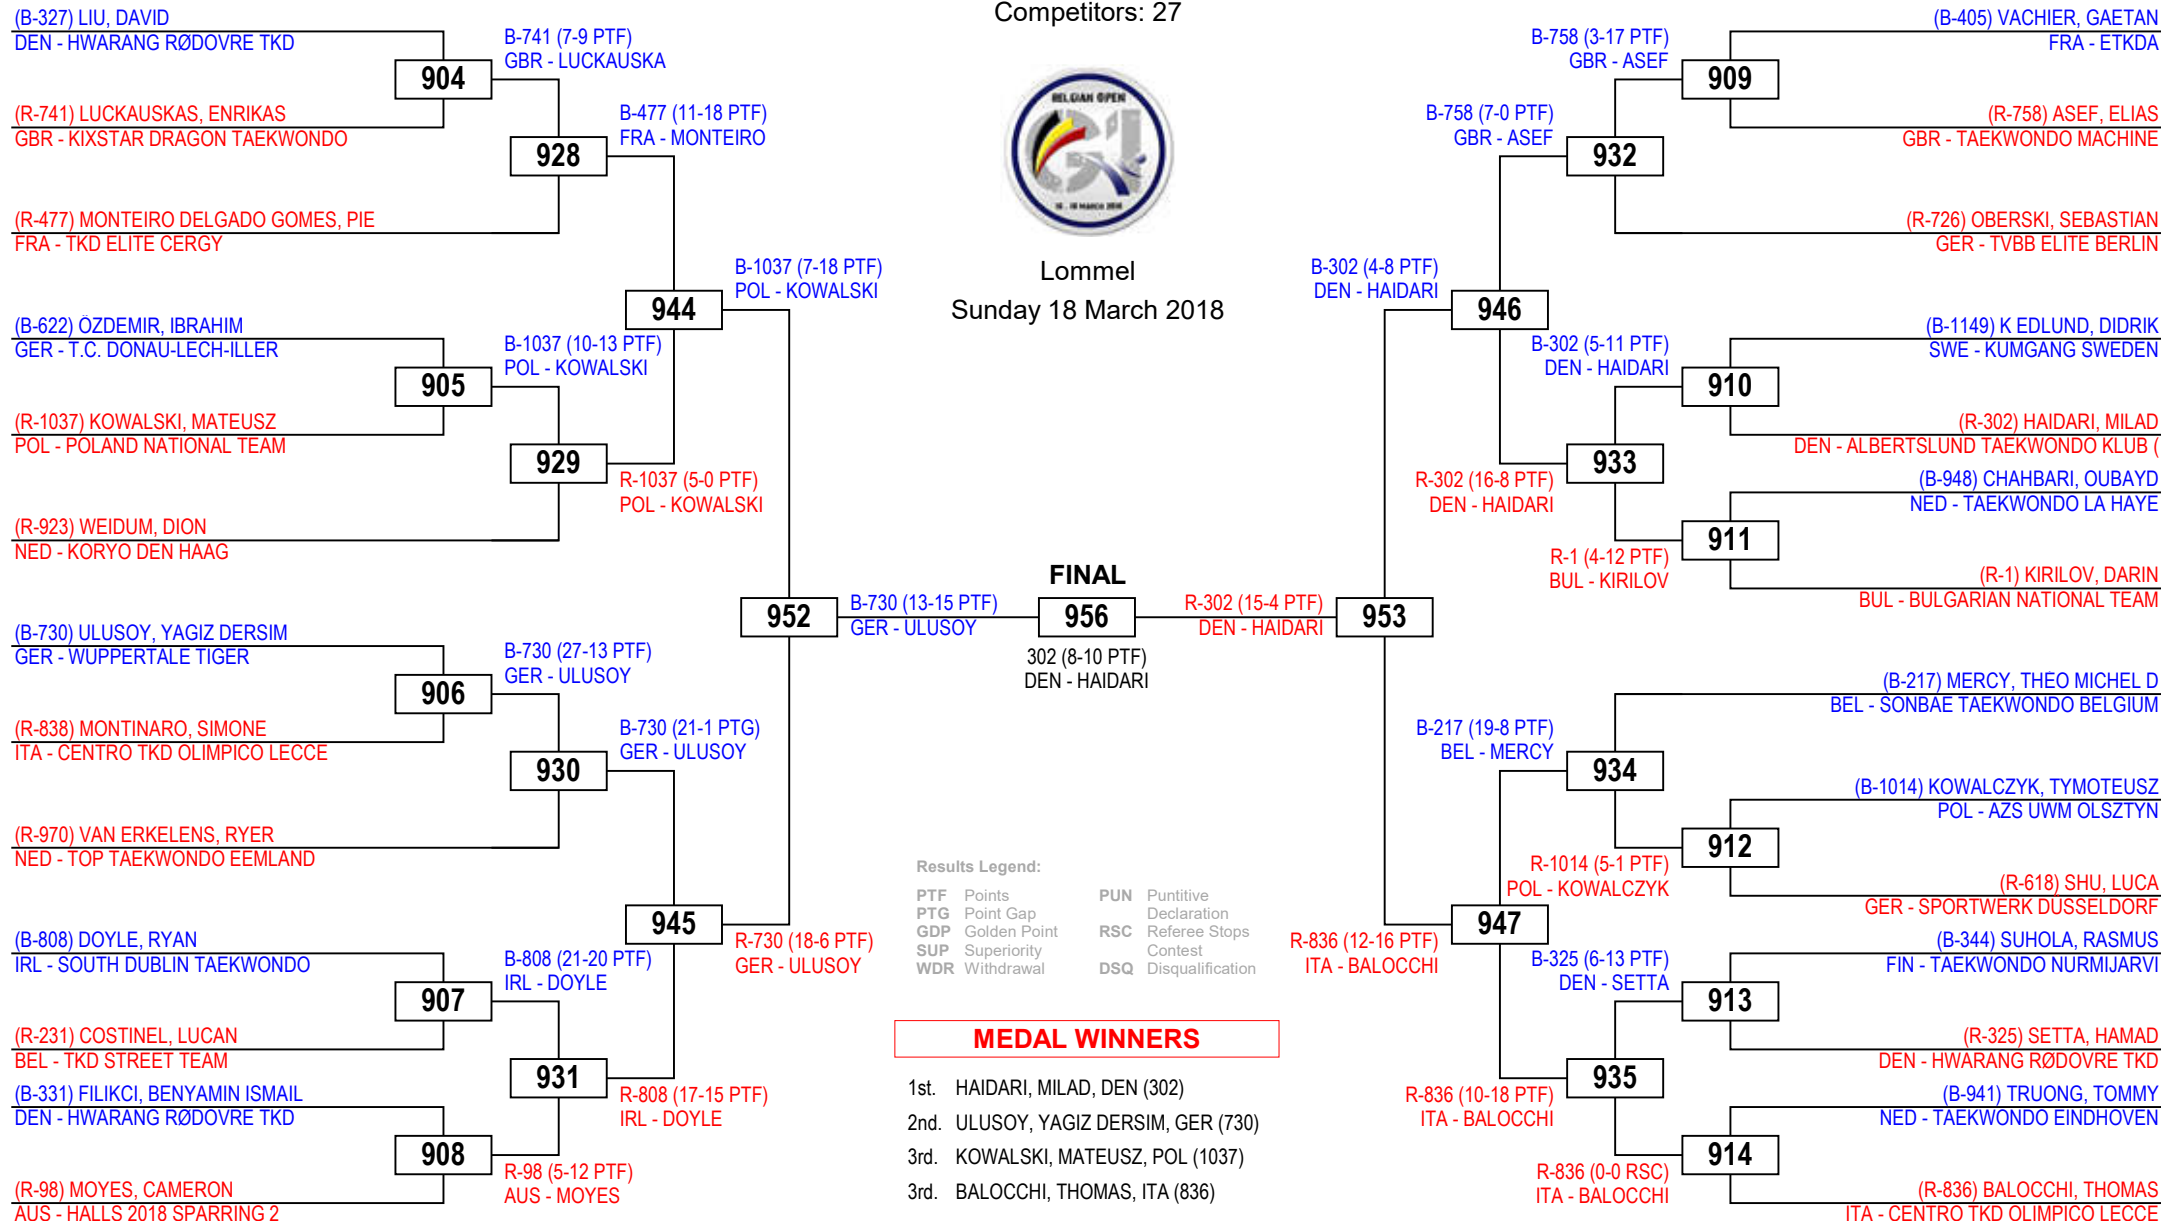 Competitors: 27
BELGIAN OPEN
Lommel
Sunday 18 March 2018
(B-327) LIU, DAVID
DEN - HWARANG RØDOVRE TKD
904
(R-741) LUCKAUSKAS, ENRIKAS
GBR - KIXSTAR DRAGON TAEKWONDO
B-741 (7-9 PTF)
GBR - LUCKAUSKA
928
(R-477) MONTEIRO DELGADO GOMES, PIE
FRA - TKD ELITE CERGY
B-477 (11-18 PTF)
FRA - MONTEIRO
944
(B-622) ÖZDEMIR, IBRAHIM
GER - T.C. DONAU-LECH-ILLER
905
(R-1037) KOWALSKI, MATEUSZ
POL - POLAND NATIONAL TEAM
B-1037 (10-13 PTF)
POL - KOWALSKI
929
(R-923) WEIDUM, DION
NED - KORYO DEN HAAG
R-1037 (5-0 PTF)
POL - KOWALSKI
B-1037 (7-18 PTF)
POL - KOWALSKI
952
(B-730) ULUSOY, YAGIZ DERSIM
GER - WUPPERTALE TIGER
906
(R-838) MONTINARO, SIMONE
ITA - CENTRO TKD OLIMPICO LECCE
B-730 (27-13 PTF)
GER - ULUSOY
930
(R-970) VAN ERKELENS, RYER
NED - TOP TAEKWONDO EEMLAND
B-730 (21-1 PTG)
GER - ULUSOY
945
(B-808) DOYLE, RYAN
IRL - SOUTH DUBLIN TAEKWONDO
907
(R-231) COSTINEL, LUCAN
BEL - TKD STREET TEAM
B-808 (21-20 PTF)
IRL - DOYLE
931
(B-331) FILIKCI, BENYAMIN ISMAIL
DEN - HWARANG RØDOVRE TKD
908
(R-98) MOYES, CAMERON
AUS - HALLS 2018 SPARRING 2
R-98 (5-12 PTF)
AUS - MOYES
R-808 (17-15 PTF)
IRL - DOYLE
R-730 (18-6 PTF)
GER - ULUSOY
B-730 (13-15 PTF)
GER - ULUSOY
FINAL
956
302 (8-10 PTF)
DEN - HAIDARI
R-302 (15-4 PTF)
DEN - HAIDARI
953
(B-405) VACHIER, GAETAN
FRA - ETKDA
909
(R-758) ASEF, ELIAS
GBR - TAEKWONDO MACHINE
B-758 (3-17 PTF)
GBR - ASEF
932
(R-726) OBERSKI, SEBASTIAN
GER - TVBB ELITE BERLIN
B-758 (7-0 PTF)
GBR - ASEF
946
B-302 (4-8 PTF)
DEN - HAIDARI
(B-1149) K EDLUND, DIDRIK
SWE - KUMGANG SWEDEN
910
(R-302) HAIDARI, MILAD
DEN - ALBERTSLUND TAEKWONDO KLUB (
B-302 (5-11 PTF)
DEN - HAIDARI
933
R-302 (16-8 PTF)
DEN - HAIDARI
(B-948) CHAHBARI, OUBAYD
NED - TAEKWONDO LA HAYE
911
(R-1) KIRILOV, DARIN
BUL - BULGARIAN NATIONAL TEAM
R-1 (4-12 PTF)
BUL - KIRILOV
(B-217) MERCY, THÉO MICHEL D
BEL - SONBAE TAEKWONDO BELGIUM
B-217 (19-8 PTF)
BEL - MERCY
934
(B-1014) KOWALCZYK, TYMOTEUSZ
POL - AZS UWM OLSZTYN
912
(R-618) SHU, LUCA
GER - SPORTWERK DÜSSELDORF
R-1014 (5-1 PTF)
POL - KOWALCZYK
947
R-836 (12-16 PTF)
ITA - BALOCCHI
(B-344) SUHOLA, RASMUS
FIN - TAEKWONDO NURMIJARVI
913
(R-325) SETTA, HAMAD
DEN - HWARANG RØDOVRE TKD
B-325 (6-13 PTF)
DEN - SETTA
935
R-836 (10-18 PTF)
ITA - BALOCCHI
(B-941) TRUONG, TOMMY
NED - TAEKWONDO EINDHOVEN
914
(R-836) BALOCCHI, THOMAS
ITA - CENTRO TKD OLIMPICO LECCE
R-836 (0-0 RSC)
ITA - BALOCCHI
Results Legend:
PTF Points
PTG Point Gap
GDP Golden Point
SUP Superiority
WDR Withdrawal
PUN Puntitive
Declaration
RSC Referee Stops
Contest
DSQ Disqualification
MEDAL WINNERS
1st. HAIDARI, MILAD, DEN (302)
2nd. ULUSOY, YAGIZ DERSIM, GER (730)
3rd. KOWALSKI, MATEUSZ, POL (1037)
3rd. BALOCCHI, THOMAS, ITA (836)